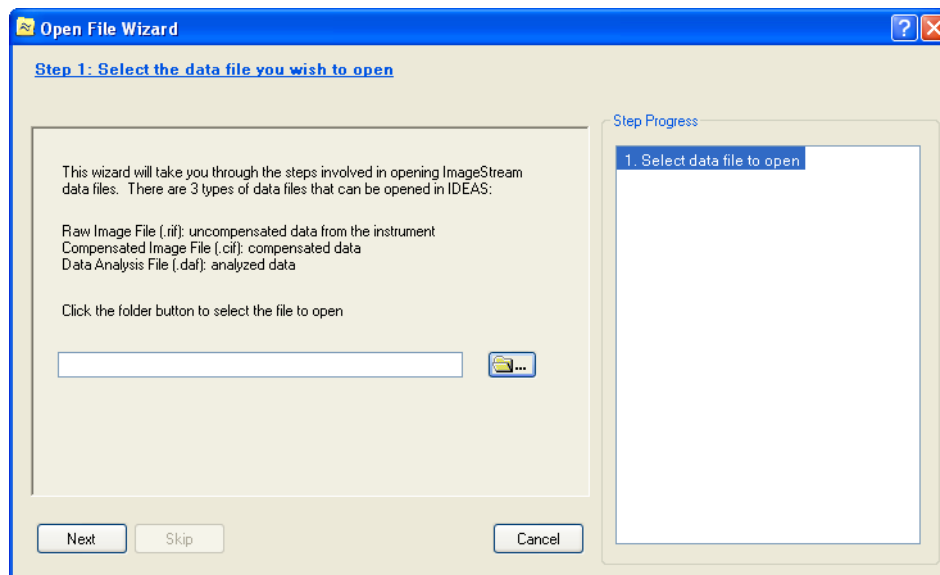 Open File Wizard
Step 1: Select the data file you wish to open
This wizard will take you through the steps involved in opening ImageStream
data files. There are 3 types of data files that can be opened in IDEAS:
Raw Image File (.rif): uncompensated data from the instrument
Compensated Image File (.cif): compensated data
Data Analysis File (.daf): analyzed data
Click the folder button to select the file to open
...
Next
Skip
Cancel
Step Progress
1. Select data file to open